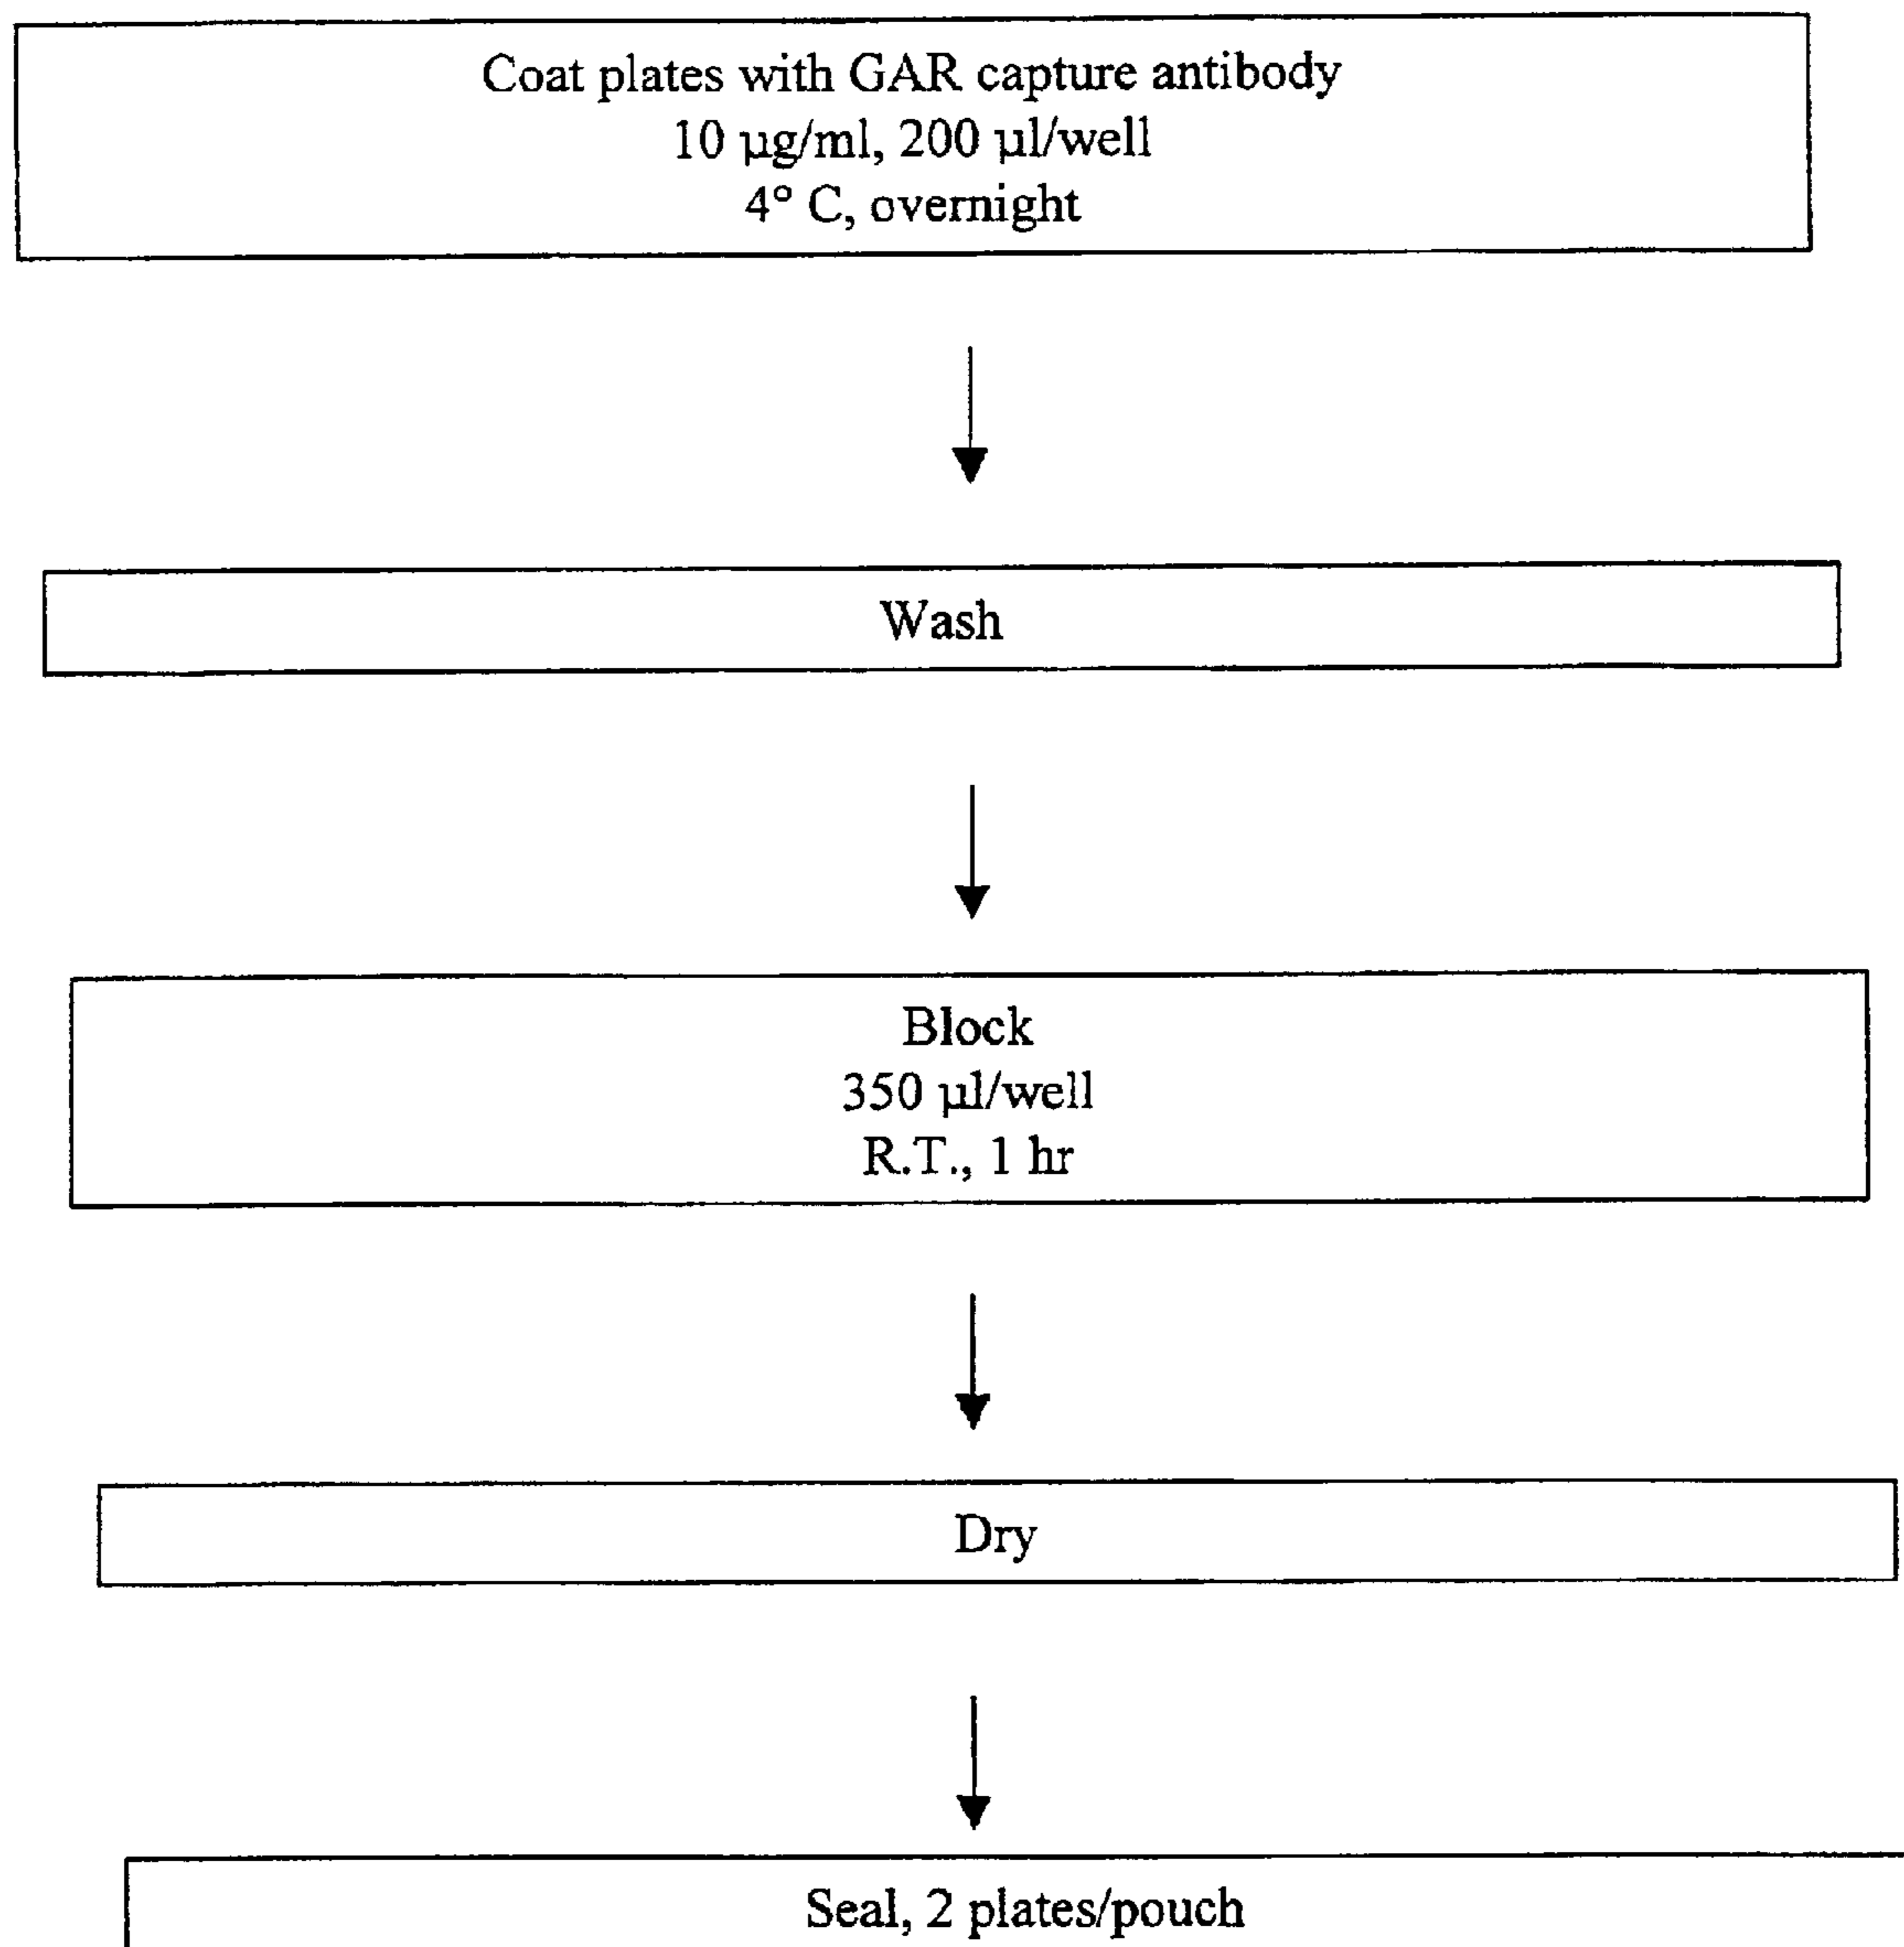 Coat plates with GAR capture antibody
10 µg/ml, 200 µl/well
4° C, overnight
Wash
Block
350 µl/well
R.T., 1 hr
Dry
Seal, 2 plates/pouch